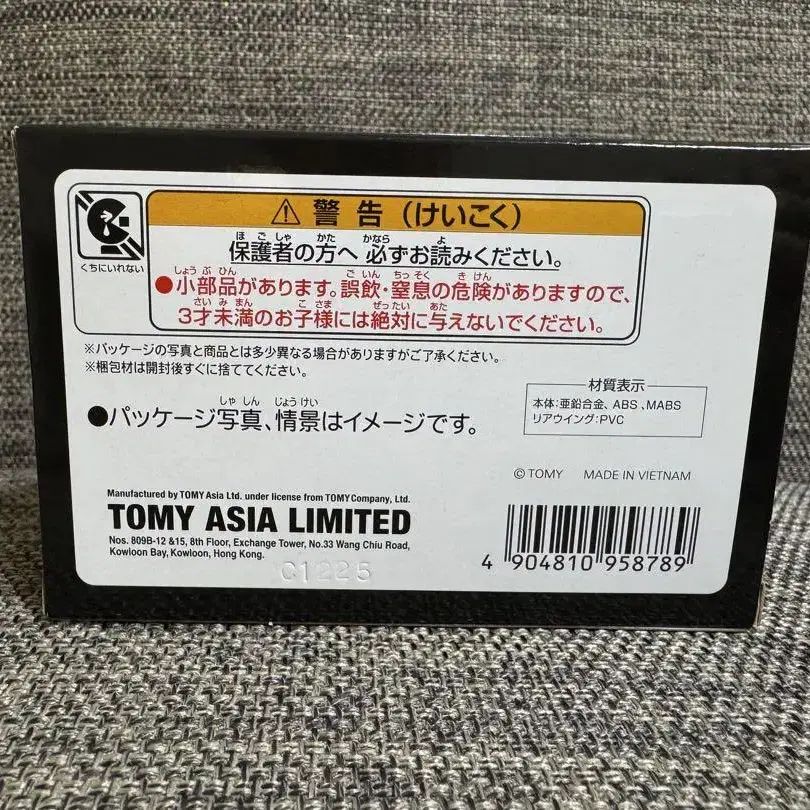 くちにいれない
⚠ 警告（けいこく）
保護者の方へ 必ずお読みください。
●小部品があります。誤飲・窒息の危険がありますので、
3才未満のお子様には絶対に与えないでください。
※パッケージの写真と商品とは多少異なる場合がありますがご了承ください。
※梱包材は開封後すぐに捨ててください。
●パッケージ写真、情景はイメージです。
材質表示
本体:亜鉛合金、ABS、MABS
リアウイング:PVC
© TOMY MADE IN VIETNAM
Manufactured by TOMY Asia Ltd. under license from TOMY Company, Ltd.
TOMY ASIA LIMITED
Nos. 809B-12 &15, 8th Floor, Exchange Tower, No.33 Wang Chiu Road,
Kowloon Bay, Kowloon, Hong Kong.
C1225
4 904810 958789